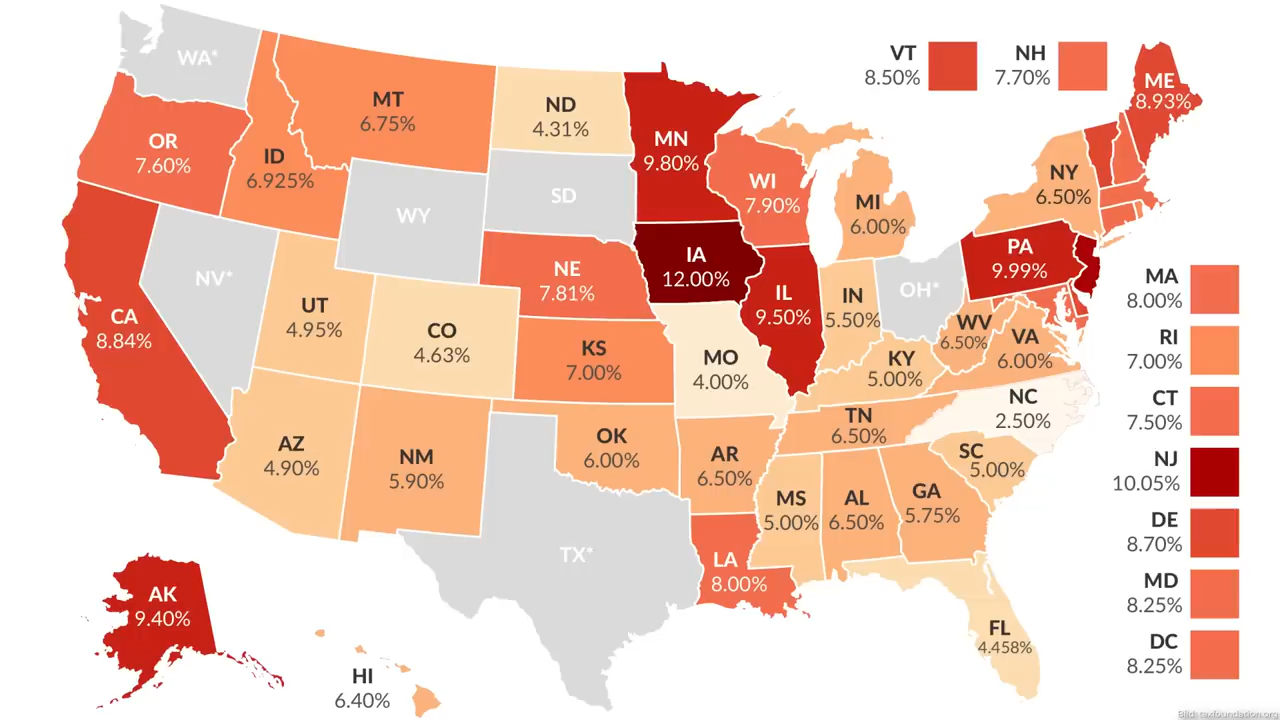 VT
8.50%
NH
7.70%
WA*
MT
6.75%
ND
4.31%
MN
9.80%
ME
8.93%
OR
7.60%
ID
6.925%
SD
WI
7.90%
MI
6.00%
NY
6.50%
WY
NV*
NE
7.81%
IA
12.00%
IL
9.50%
IN
5.50%
OH*
PA
9.99%
MA
8.00%
CA
8.84%
UT
4.95%
CO
4.63%
KS
7.00%
MO
4.00%
KY
5.00%
WV
6.50%
VA
6.00%
RI
7.00%
NC
2.50%
CT
7.50%
AZ
4.90%
NM
5.90%
OK
6.00%
AR
6.50%
TN
6.50%
SC
5.00%
NJ
10.05%
MS
5.00%
AL
6.50%
GA
5.75%
DE
8.70%
TX*
LA
8.00%
AK
9.40%
MD
8.25%
FL
4.458%
DC
8.25%
HI
6.40%
Bild: taxfoundation.org